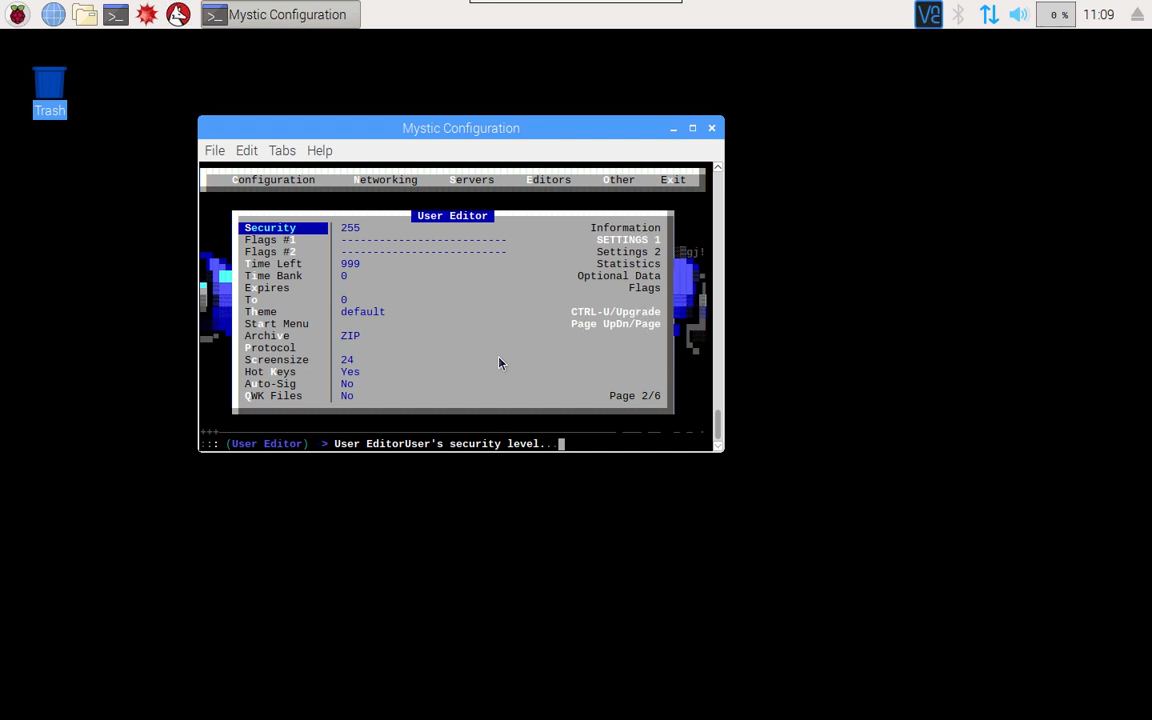 Mystic Configuration
0 %
11:09
Trash
Mystic Configuration
File Edit Tabs Help
Configuration Networking Servers Editors Other Exit
User Editor
Security 255 Information
Flags #1 -------------------------- SETTINGS 1
Flags #2 -------------------------- Settings 2
gj!
Time Left 999 Statistics
Time Bank 0 Optional Data
Expires Flags
To 0
Theme default CTRL-U/Upgrade
Start Menu Page UpDn/Page
Archive ZIP
Protocol
Screensize 24
Hot Keys Yes
Auto-Sig No
QWK Files No Page 2/6
::: (User Editor) > User EditorUser's security level...